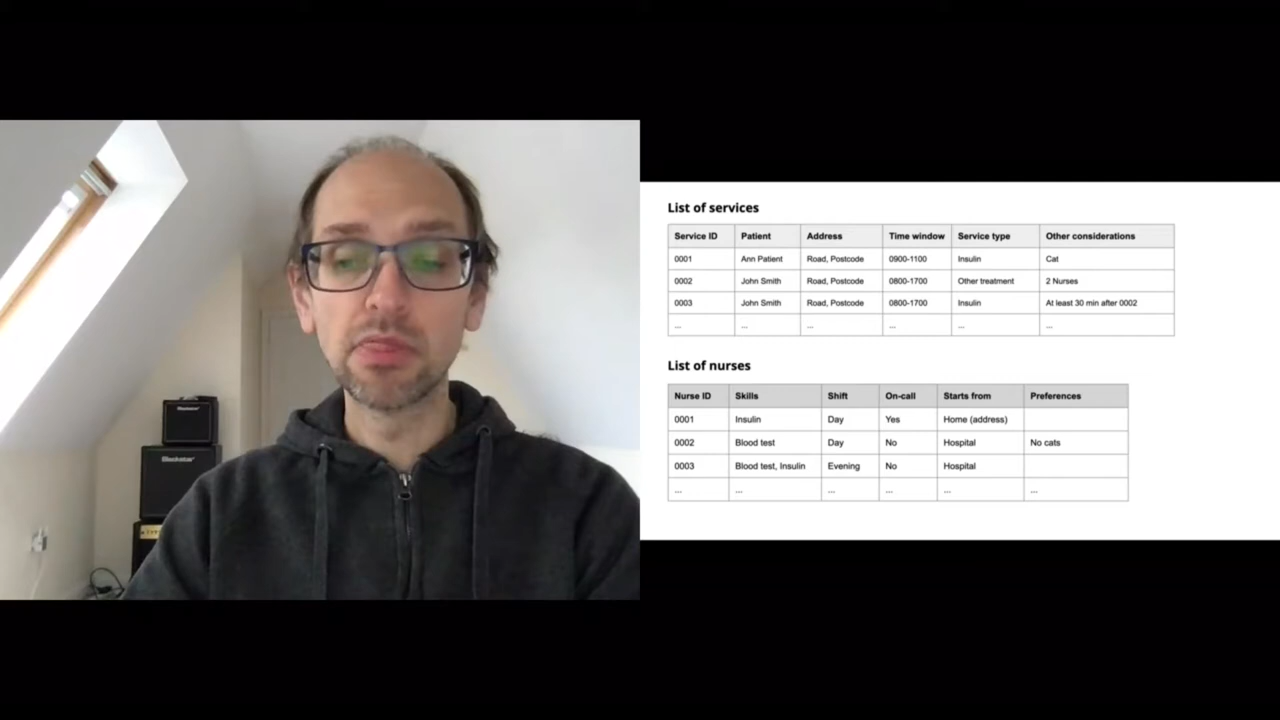 List of services
Service ID Patient Address Time window Service type Other considerations
0001 Ann Patient Road, Postcode 0900-1100 Insulin Cat
0002 John Smith Road, Postcode 0800-1700 Other treatment 2 Nurses
0003 John Smith Road, Postcode 0800-1700 Insulin At least 30 min after 0002
... ... ... ... ... ...
List of nurses
Nurse ID Skills Shift On-call Starts from Preferences
0001 Insulin Day Yes Home (address)
0002 Blood test Day No Hospital No cats
0003 Blood test, Insulin Evening No Hospital
... ... ... ... ... ...
Blackstar
Blackstar